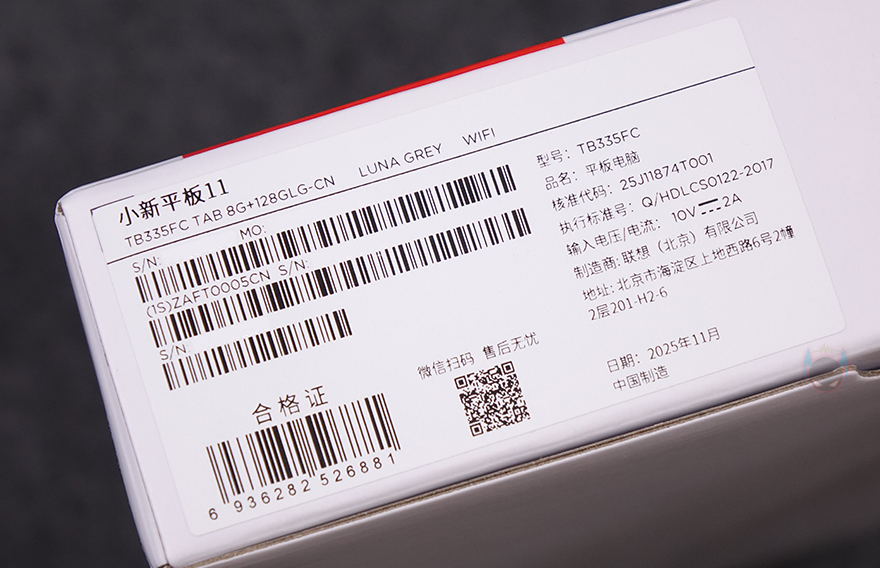 小新平板11
TB335FC TAB 8G+128GLG-CN LUNA GREY WIFI
S/N: MO:
(1S)ZAFT0005CN S/N:
S/N:
合格证
6 936282 526881
微信扫码 售后无忧
型号：TB335FC
品名：平板电脑
核准代码：25J11874T001
执行标准号：Q/HDLCS0122-2017
输入电压/电流：10V⎓2A
制造商: 联想（北京）有限公司
地址: 北京市海淀区上地西路6号2幢
2层201-H2-6
日期：2025年11月
中国制造